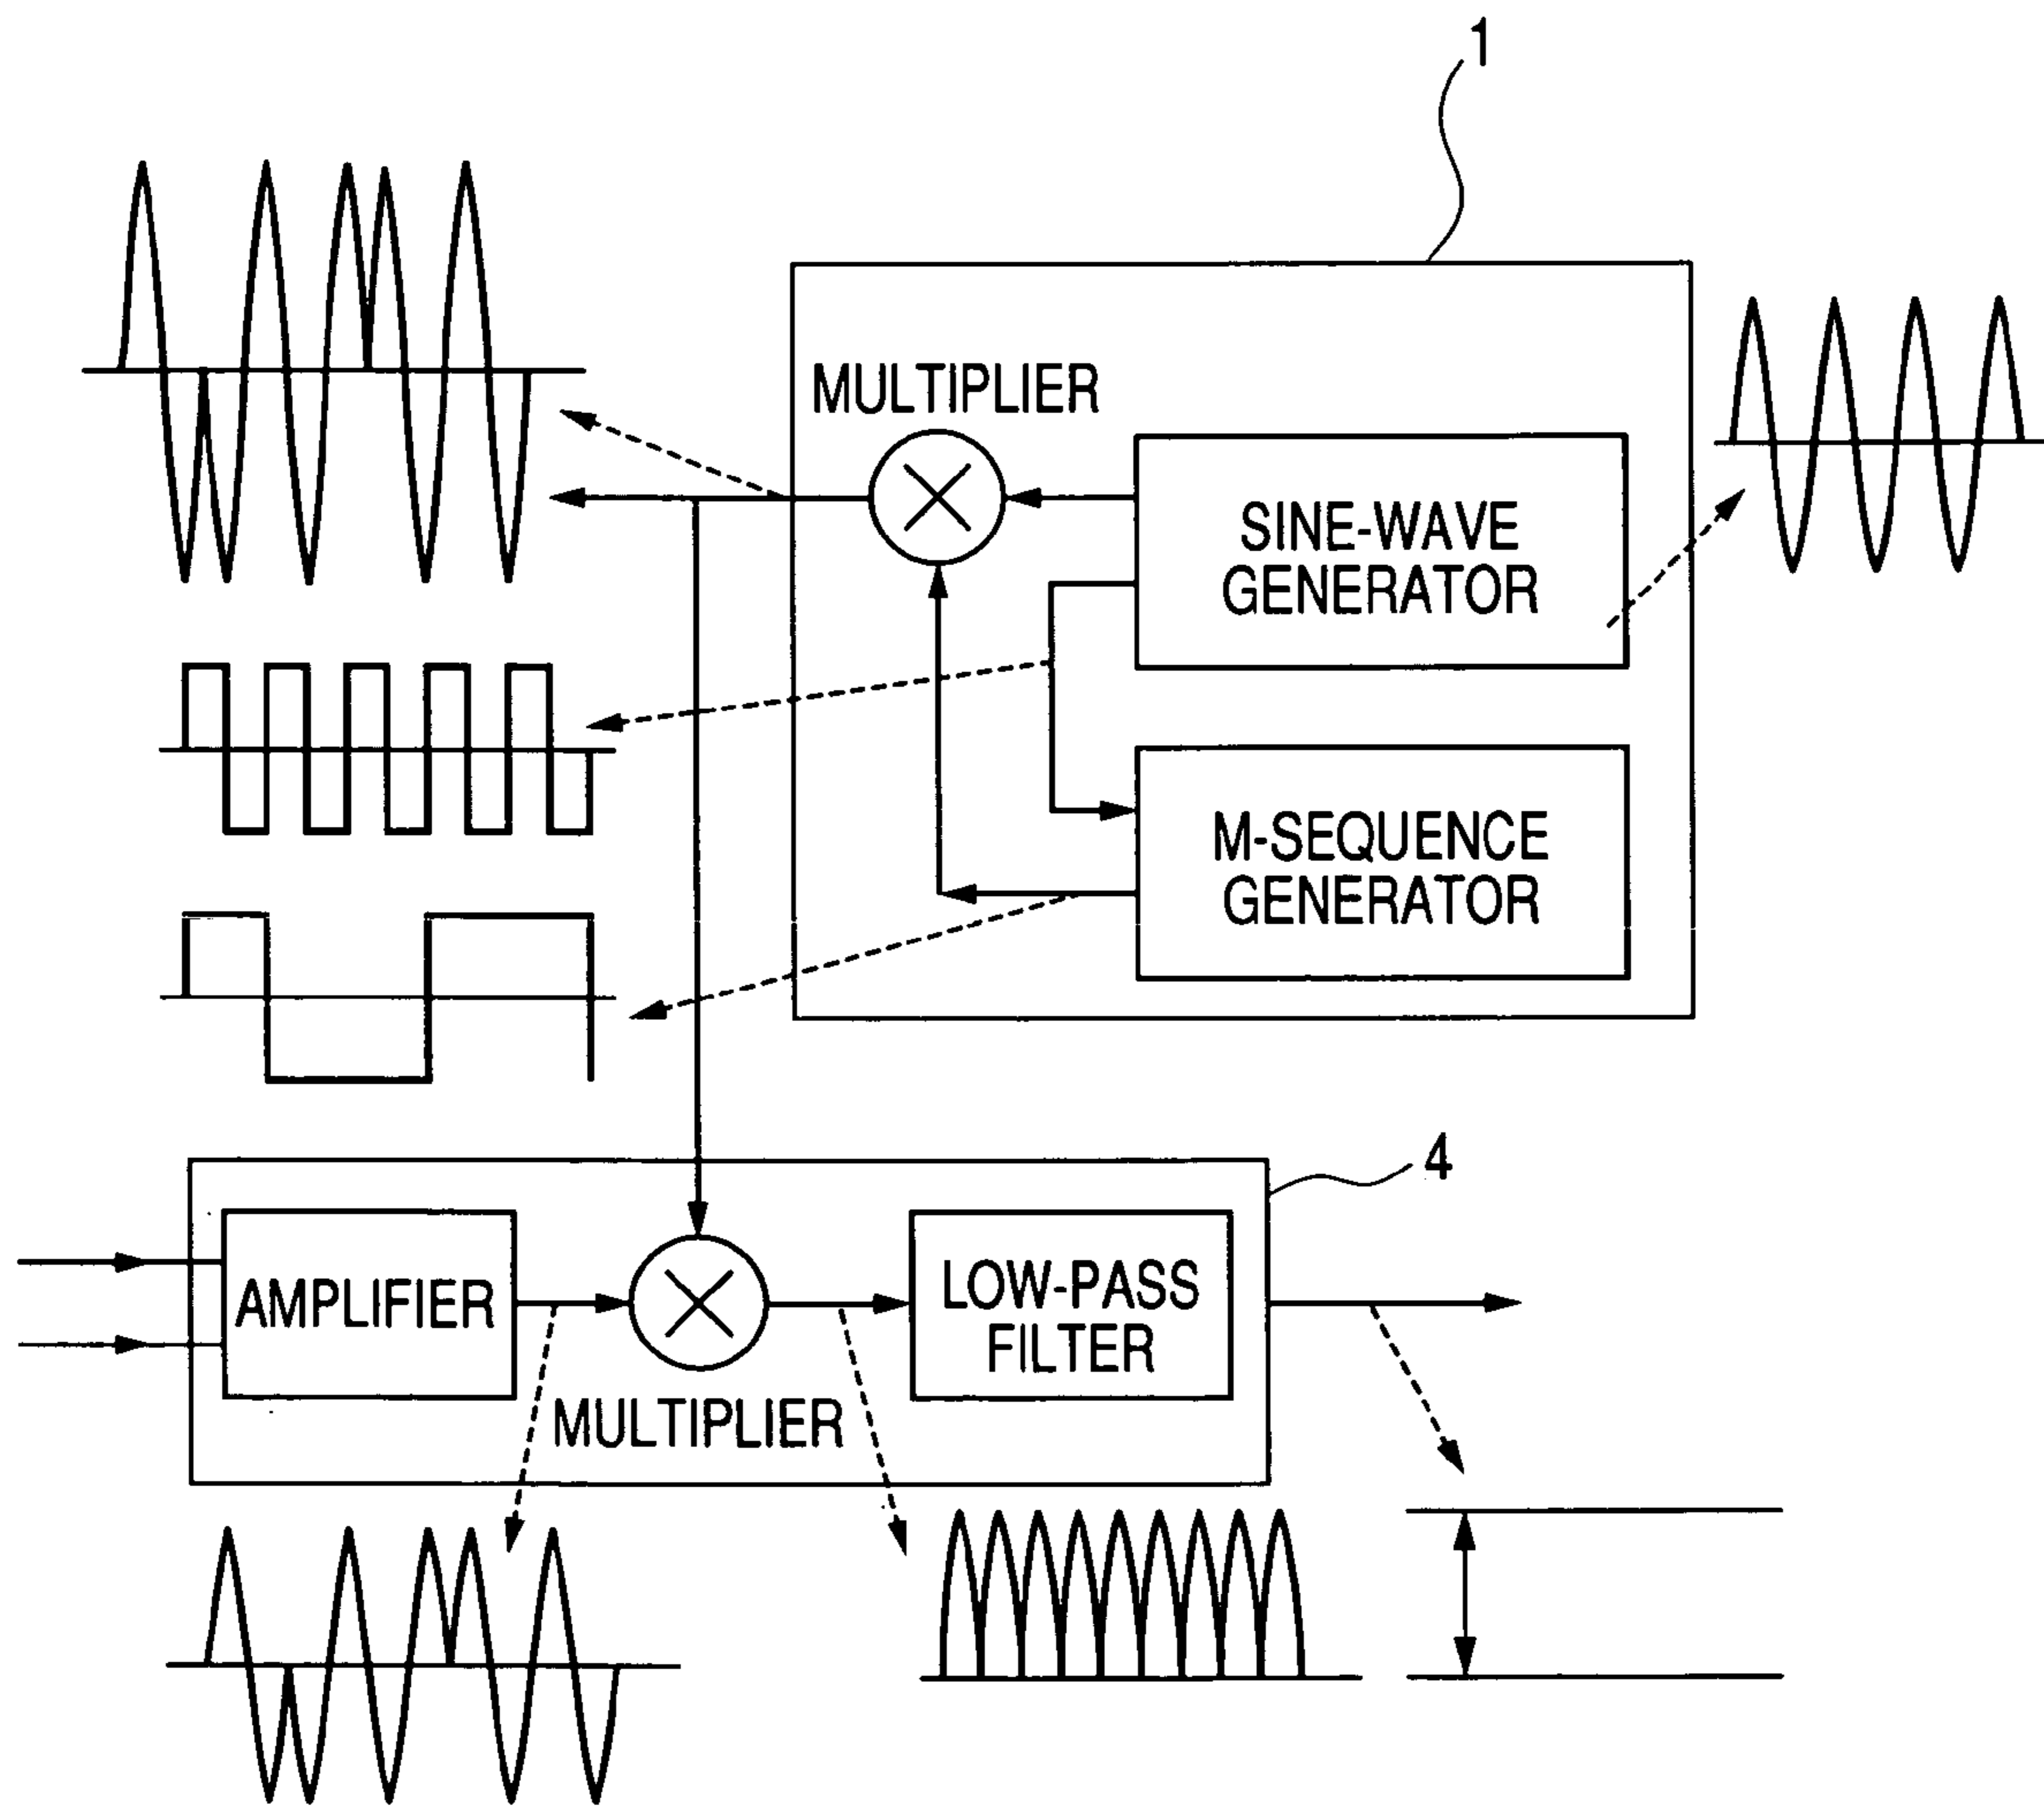 1
MULTIPLIER
SINE-WAVE
GENERATOR
M-SEQUENCE
GENERATOR
4
AMPLIFIER
LOW-PASS
FILTER
MULTIPLIER